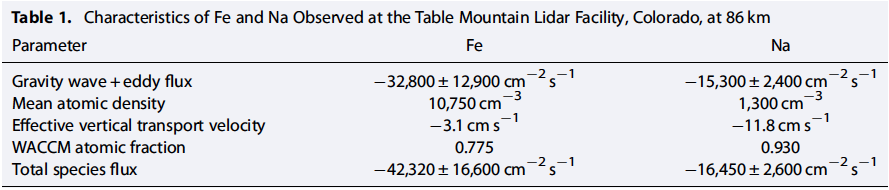 Table 1. Characteristics of Fe and Na Observed at the Table Mountain Lidar Facility, Colorado, at 86 km
Parameter Fe Na
Gravity wave + eddy flux −32,800 ± 12,900 cm−2 s−1 −15,300 ± 2,400 cm−2 s−1
Mean atomic density 10,750 cm−3 1,300 cm−3
Effective vertical transport velocity −3.1 cm s−1 −11.8 cm s−1
WACCM atomic fraction 0.775 0.930
Total species flux −42,320 ± 16,600 cm−2 s−1 −16,450 ± 2,600 cm−2 s−1